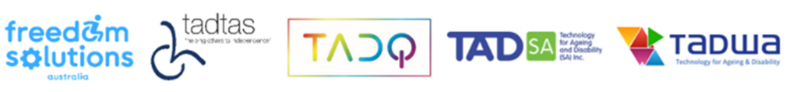 freedom
solutions
australia
tadtas
TADQ
TAD SA
Technology
for Ageing
and Disability
(SA) Inc.
TADWA
Technology for Ageing & Disability